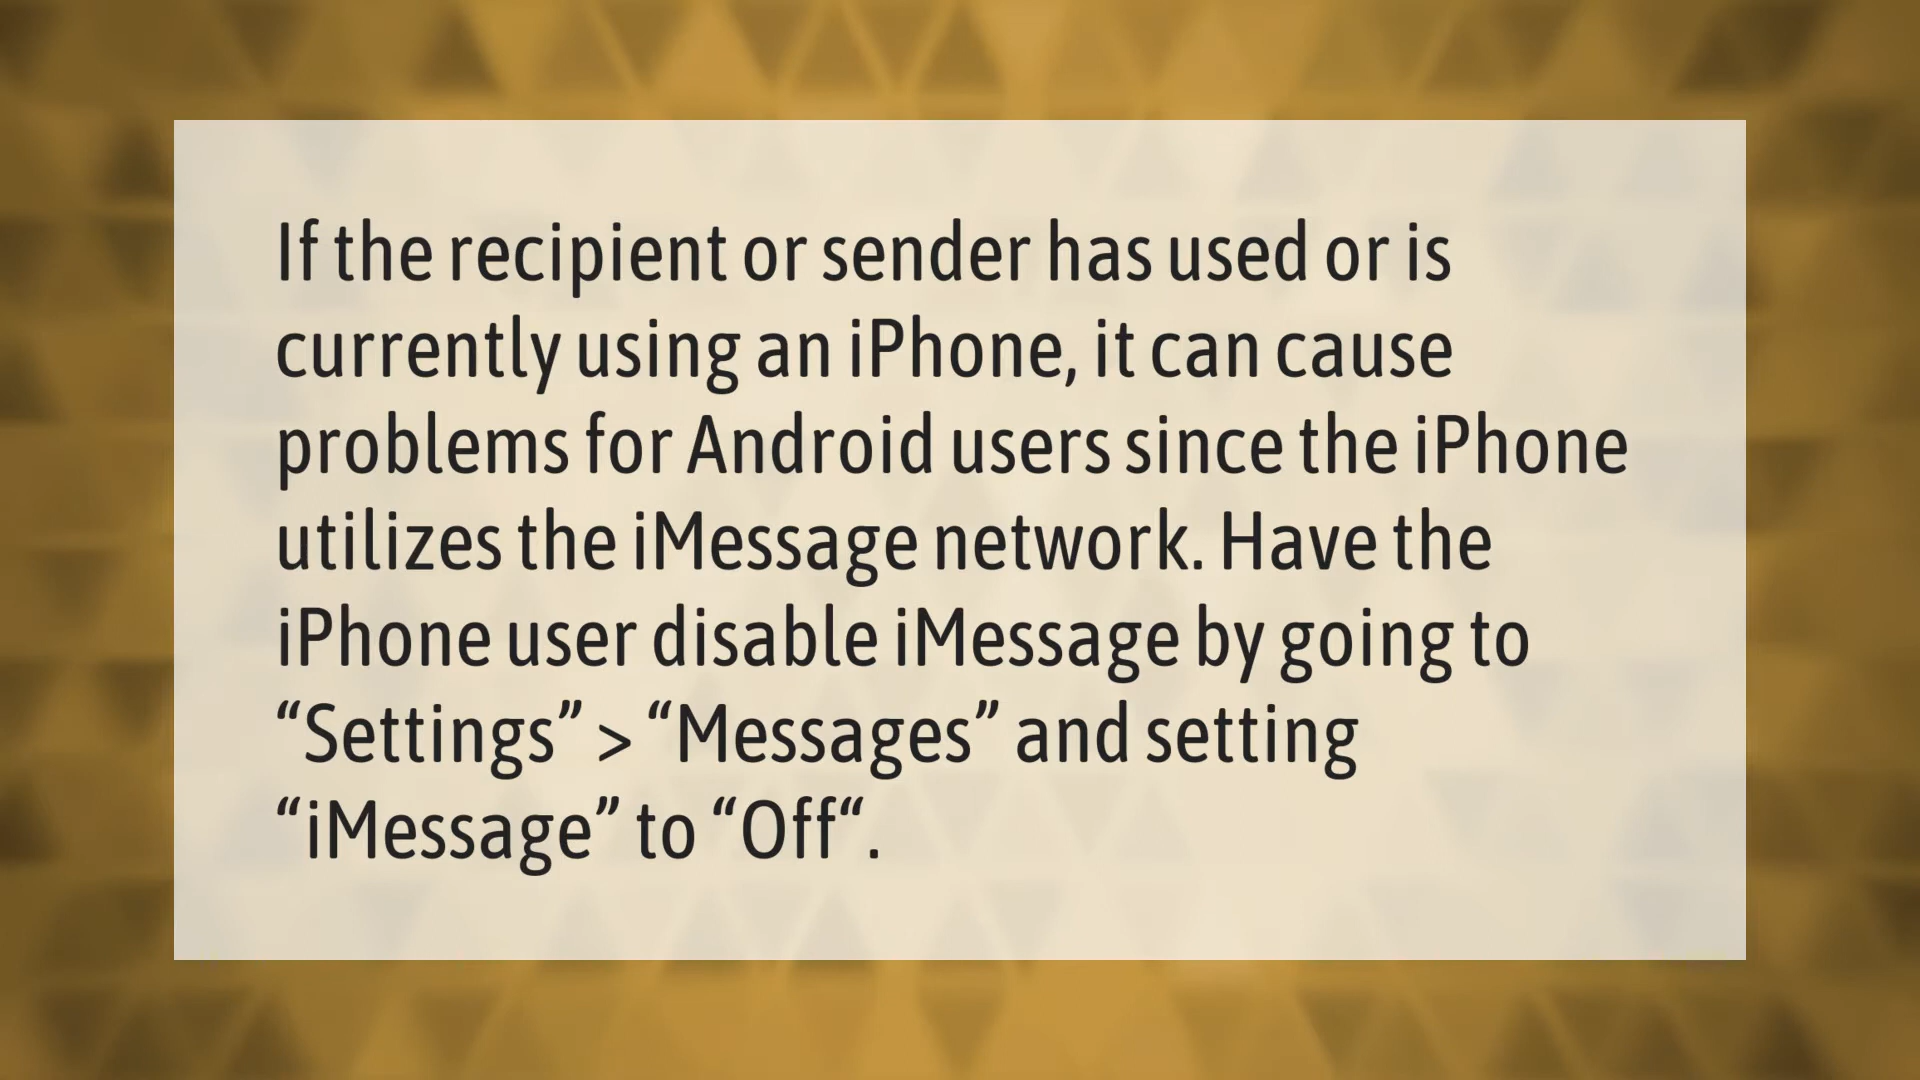 If the recipient or sender has used or is
currently using an iPhone, it can cause
problems for Android users since the iPhone
utilizes the iMessage network. Have the
iPhone user disable iMessage by going to
“Settings” > “Messages” and setting
“iMessage” to “Off“.